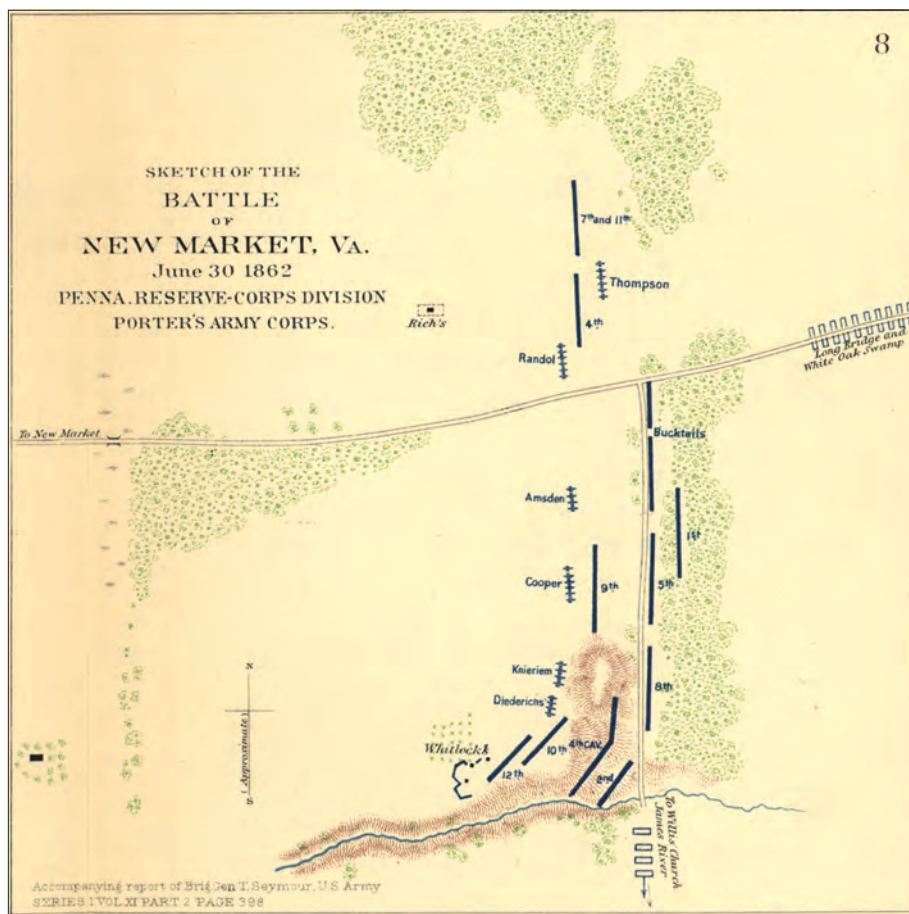 8
SKETCH OF THE
BATTLE
OF
NEW MARKET, VA.
June 30 1862
PENNA. RESERVE-CORPS DIVISION
PORTER'S ARMY CORPS.
7th and 11th
Thompson
Rich's
4th
Randol
Long Bridge and
White Oak Swamp
To New Market
Bucktails
Amsden
1st
Cooper
9th
5th
N
Knieriem
8th
Diederichs
(Approximate)
Whitlock
10th
4th CAV.
12th
2nd
S
To Willis' Church
James River
Accompanying report of Brig. Gen T. Seymour, U.S. Army
SERIES 1 VOL XI PART 2 PAGE 398